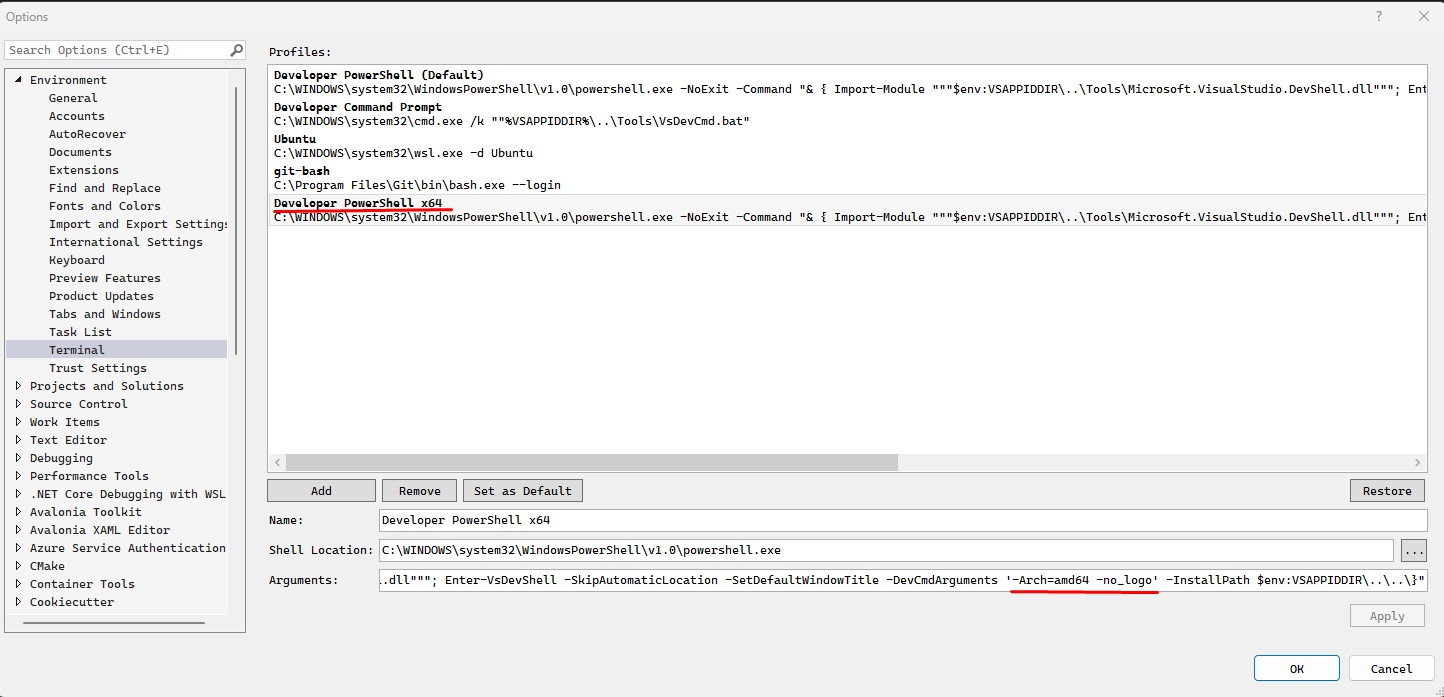 Options
?
Search Options (Ctrl+E)
Environment
General
Accounts
AutoRecover
Documents
Extensions
Find and Replace
Fonts and Colors
Import and Export Settings
International Settings
Keyboard
Preview Features
Product Updates
Tabs and Windows
Task List
Terminal
Trust Settings
Projects and Solutions
Source Control
Work Items
Text Editor
Debugging
Performance Tools
.NET Core Debugging with WSL
Avalonia Toolkit
Avalonia XAML Editor
Azure Service Authentication
CMake
Container Tools
Cookiecutter
Profiles:
Developer PowerShell (Default)
C:\WINDOWS\system32\WindowsPowerShell\v1.0\powershell.exe -NoExit -Command "& { Import-Module """$env:VSAPPIDDIR\..\Tools\Microsoft.VisualStudio.DevShell.dll"""; Ent
Developer Command Prompt
C:\WINDOWS\system32\cmd.exe /k ""%VSAPPIDDIR%\..\Tools\VsDevCmd.bat"
Ubuntu
C:\WINDOWS\system32\wsl.exe -d Ubuntu
git-bash
C:\Program Files\Git\bin\bash.exe --login
Developer PowerShell x64
C:\WINDOWS\system32\WindowsPowerShell\v1.0\powershell.exe -NoExit -Command "& { Import-Module """$env:VSAPPIDDIR\..\Tools\Microsoft.VisualStudio.DevShell.dll"""; Ent
Add Remove Set as Default Restore
Name: Developer PowerShell x64
Shell Location: C:\WINDOWS\system32\WindowsPowerShell\v1.0\powershell.exe ...
Arguments: .dll"""; Enter-VsDevShell -SkipAutomaticLocation -SetDefaultWindowTitle -DevCmdArguments '-Arch=amd64 -no_logo' -InstallPath $env:VSAPPIDDIR\..\..\}"
Apply
OK Cancel